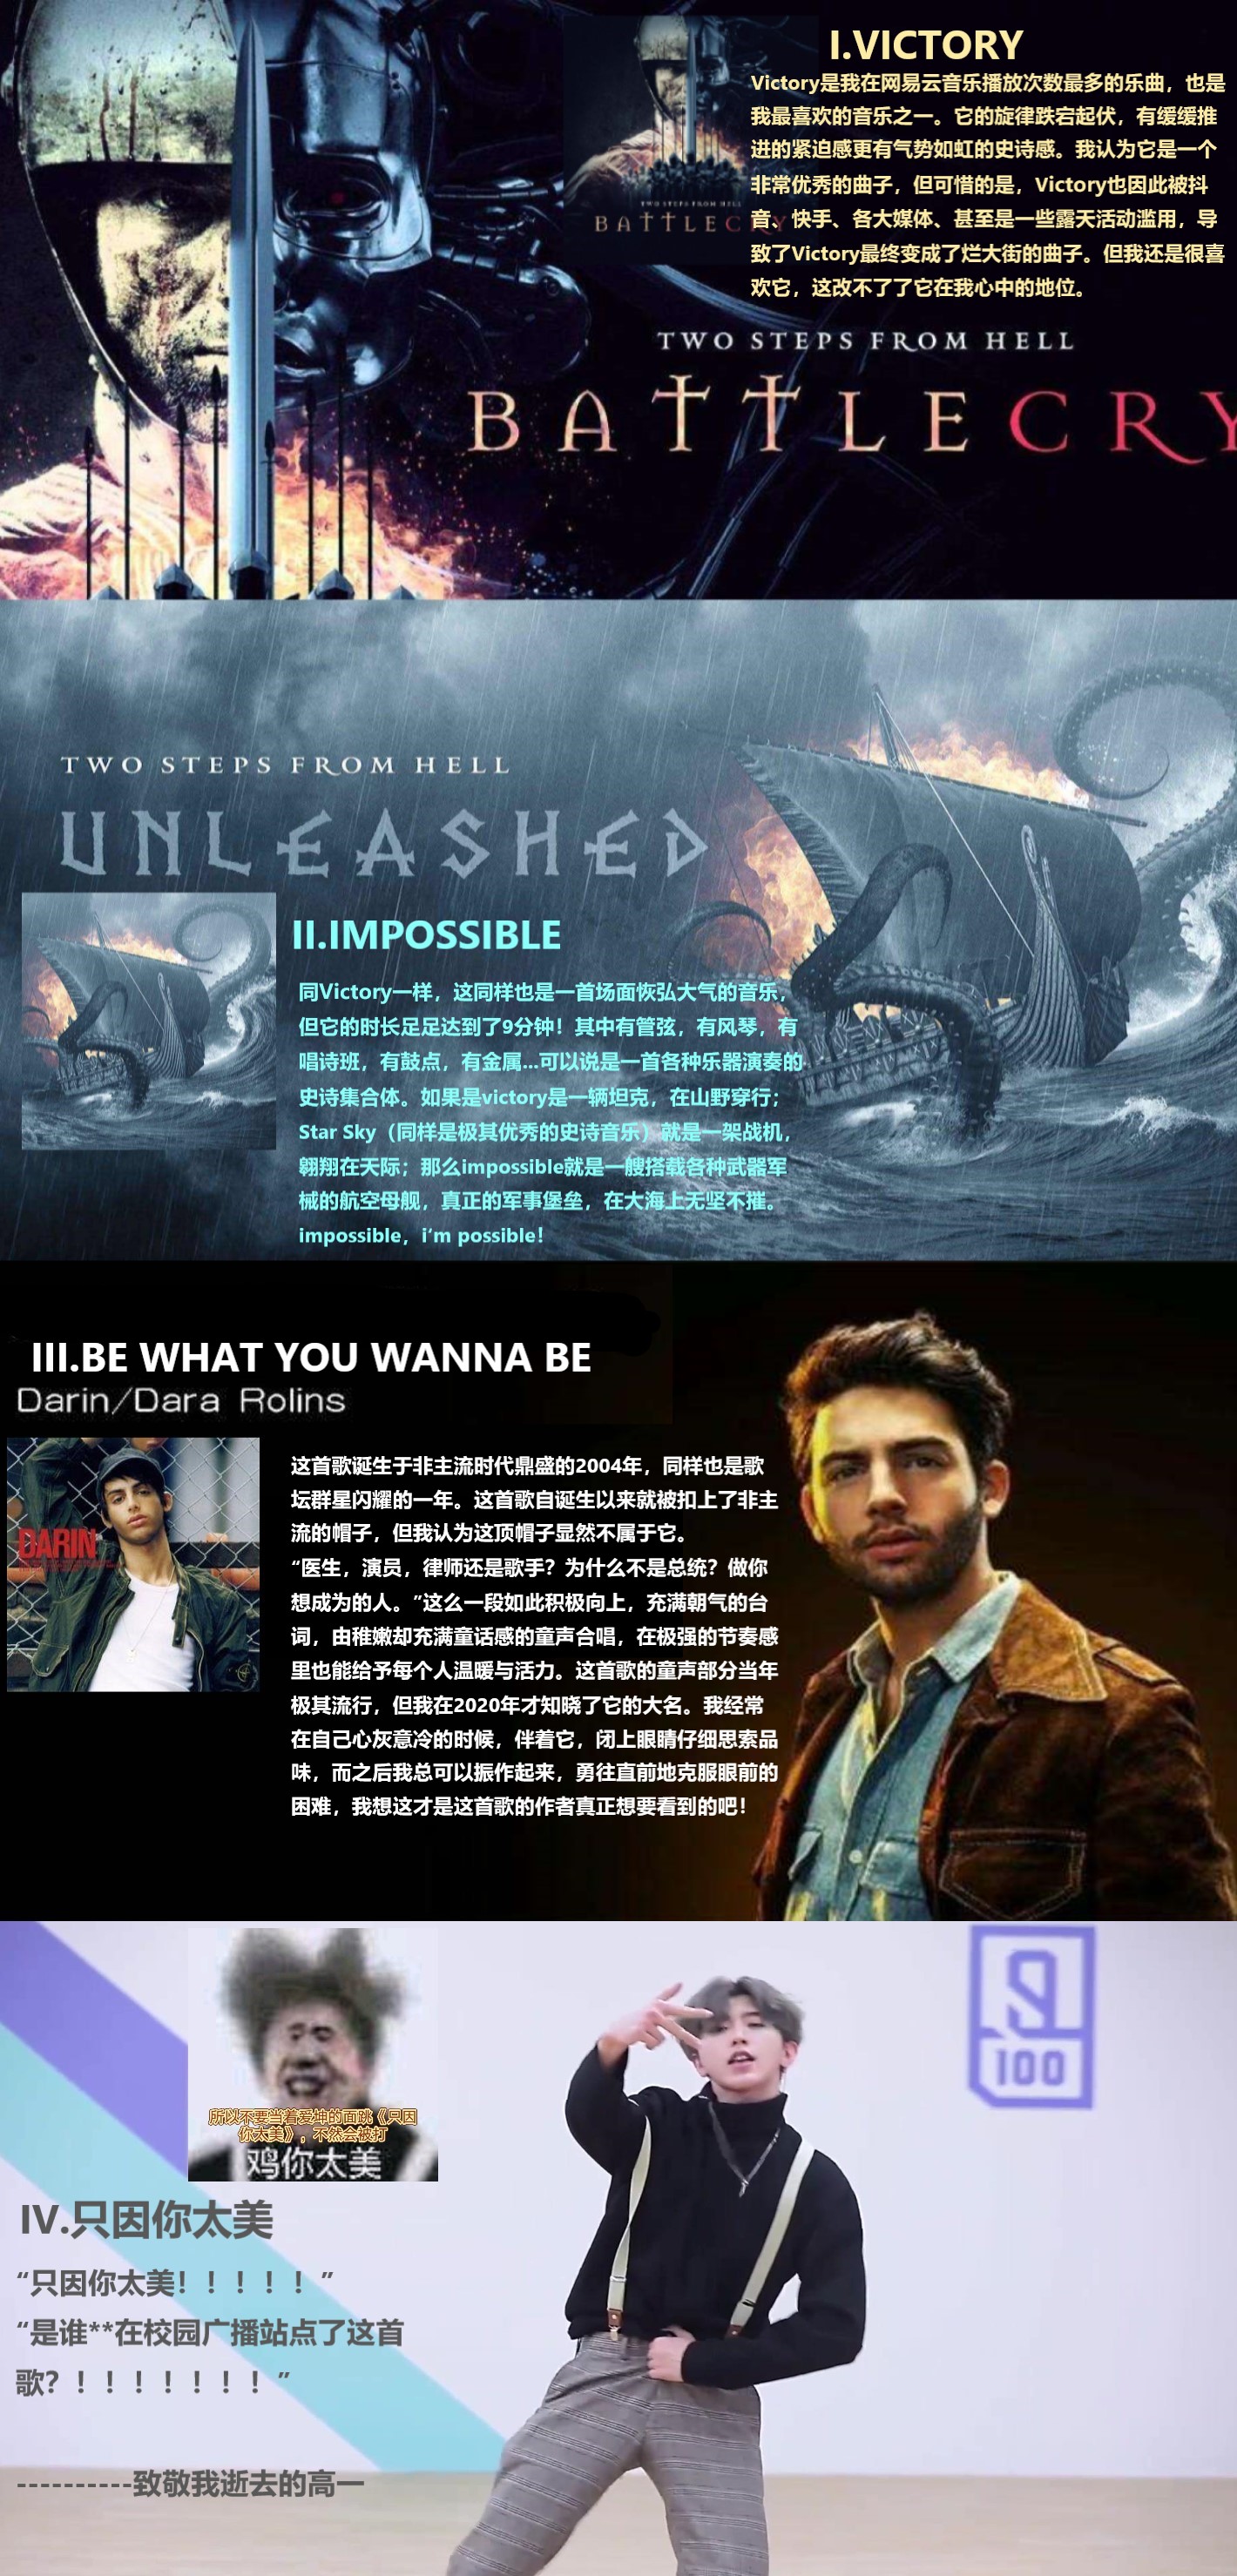 I.VICTORY
Victory是我在网易云音乐播放次数最多的乐曲，也是
我最喜欢的音乐之一。它的旋律跌宕起伏，有缓缓推
进的紧迫感更有气势如虹的史诗感。我认为它是一个
非常优秀的曲子，但可惜的是，Victory也因此被抖
音、快手、各大媒体、甚至是一些露天活动滥用，导
致了Victory最终变成了烂大街的曲子。但我还是很喜
欢它，这改不了了它在我心中的地位。
TWO STEPS FROM HELL
BATTLECRY
TWO STEPS FROM HELL
BATTLECRY
TWO STEPS FROM HELL
UNLEASHED
II.IMPOSSIBLE
同Victory一样，这同样也是一首场面恢弘大气的音乐，
但它的时长足足达到了9分钟！其中有管弦，有风琴，有
唱诗班，有鼓点，有金属...可以说是一首各种乐器演奏的
史诗集合体。如果是victory是一辆坦克，在山野穿行；
Star Sky（同样是极其优秀的史诗音乐）就是一架战机，
翱翔在天际；那么impossible就是一艘搭载各种武器军
械的航空母舰，真正的军事堡垒，在大海上无坚不摧。
impossible，i‘m possible！
III.BE WHAT YOU WANNA BE
Darin/Dara Rolins
DARIN
这首歌诞生于非主流时代鼎盛的2004年，同样也是歌
坛群星闪耀的一年。这首歌自诞生以来就被扣上了非主
流的帽子，但我认为这顶帽子显然不属于它。
“医生，演员，律师还是歌手？为什么不是总统？做你
想成为的人。”这么一段如此积极向上，充满朝气的台
词，由稚嫩却充满童话感的童声合唱，在极强的节奏感
里也能给予每个人温暖与活力。这首歌的童声部分当年
极其流行，但我在2020年才知晓了它的大名。我经常
在自己心灰意冷的时候，伴着它，闭上眼睛仔细思索品
味，而之后我总可以振作起来，勇往直前地克服眼前的
困难，我想这才是这首歌的作者真正想要看到的吧！
100
所以不要当着爱坤的面跳《只因
你太美》，不然会被打
鸡你太美
IV.只因你太美
“只因你太美！！！！！”
“是谁**在校园广播站点了这首
歌？！！！！！！！”
----------致敬我逝去的高一